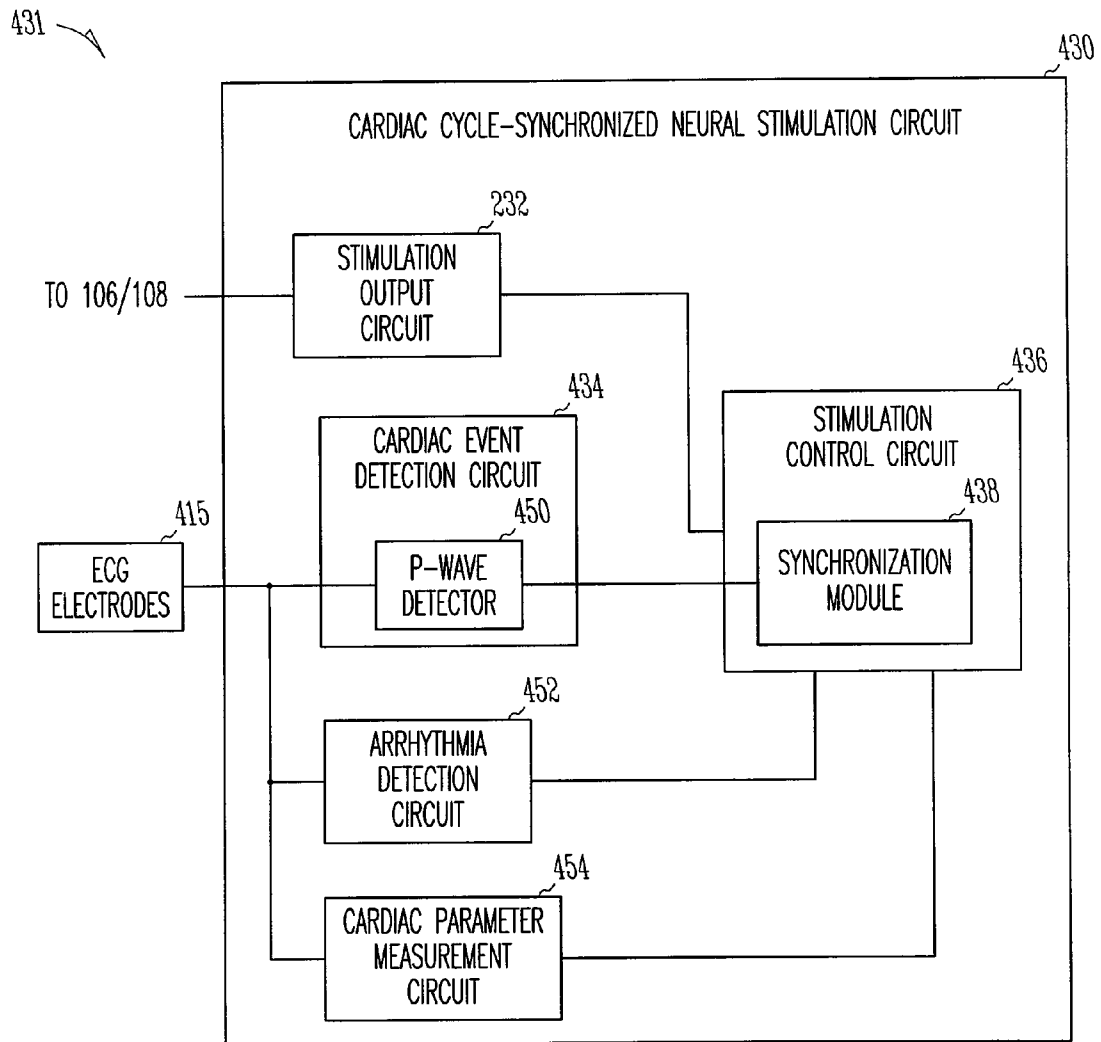 431
430
CARDIAC CYCLE-SYNCHRONIZED NEURAL STIMULATION CIRCUIT
232
STIMULATION
OUTPUT
CIRCUIT
TO 106/108
434
CARDIAC EVENT
DETECTION CIRCUIT
450
P-WAVE
DETECTOR
436
STIMULATION
CONTROL CIRCUIT
438
SYNCHRONIZATION
MODULE
415
ECG
ELECTRODES
452
ARRHYTHMIA
DETECTION
CIRCUIT
454
CARDIAC PARAMETER
MEASUREMENT
CIRCUIT